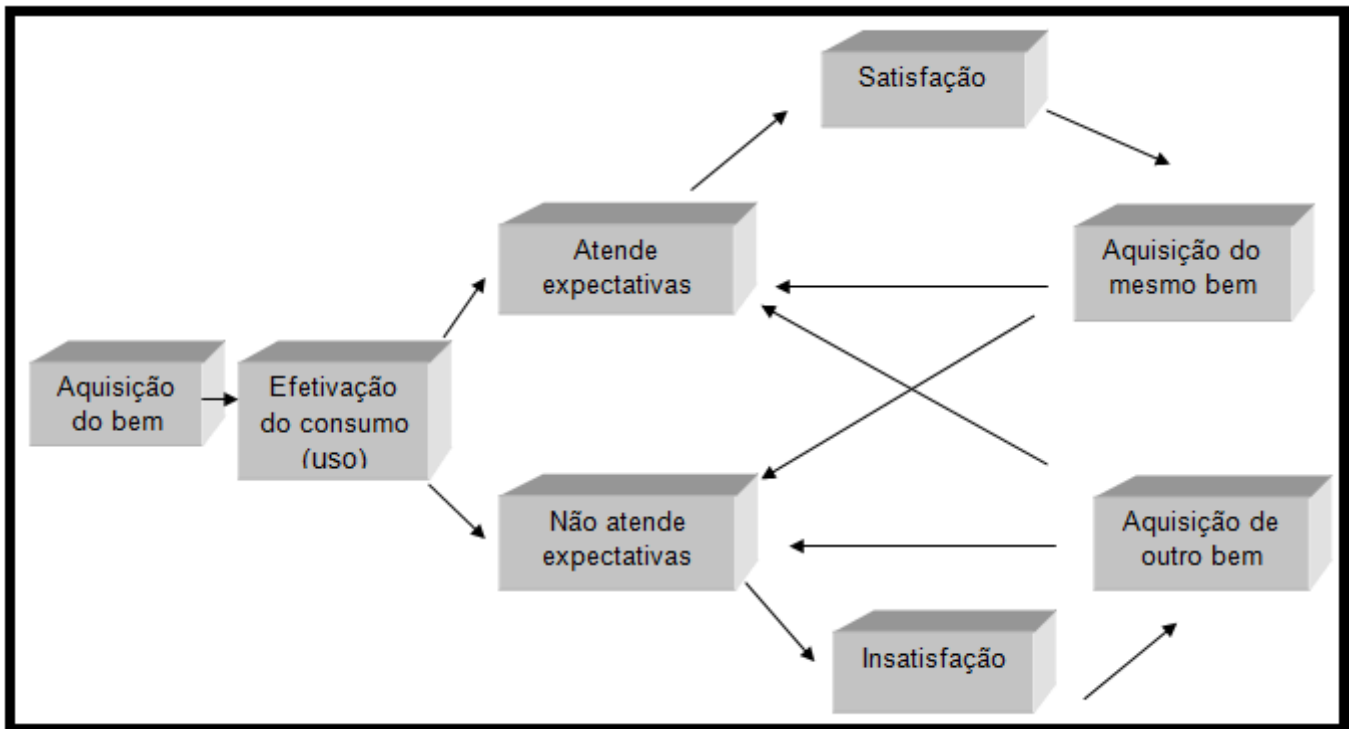 Satisfação
Atende
expectativas
Aquisição do
mesmo bem
Aquisição
do bem
Efetivação
do consumo
(uso)
Não atende
expectativas
Aquisição de
outro bem
Insatisfação